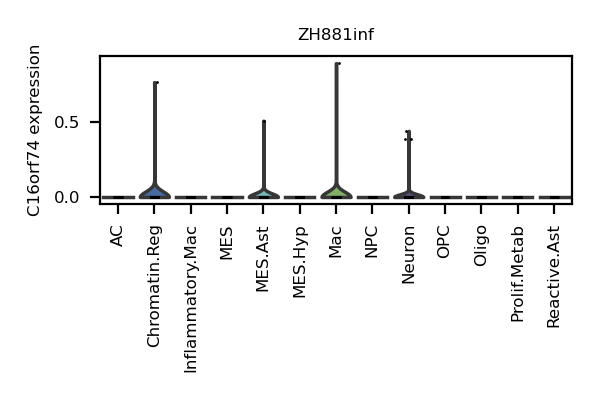 ZH881inf
C16orf74 expression
0.5
0.0
AC
Chromatin.Reg
Inflammatory.Mac
MES
MES.Ast
MES.Hyp
Mac
NPC
Neuron
OPC
Oligo
Prolif.Metab
Reactive.Ast